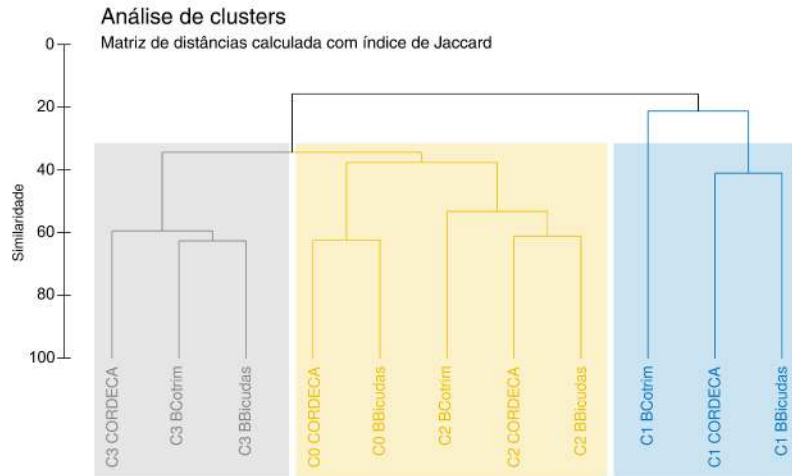 Análise de clusters
Matriz de distâncias calculada com índice de Jaccard
0
20
40
60
80
100
Similaridade
C3 CORDECA
C3 BCotrim
C3 BBicudas
C0 CORDECA
C0 BBicudas
C2 BCotrim
C2 CORDECA
C2 BBicudas
C1 BCotrim
C1 CORDECA
C1 BBicudas